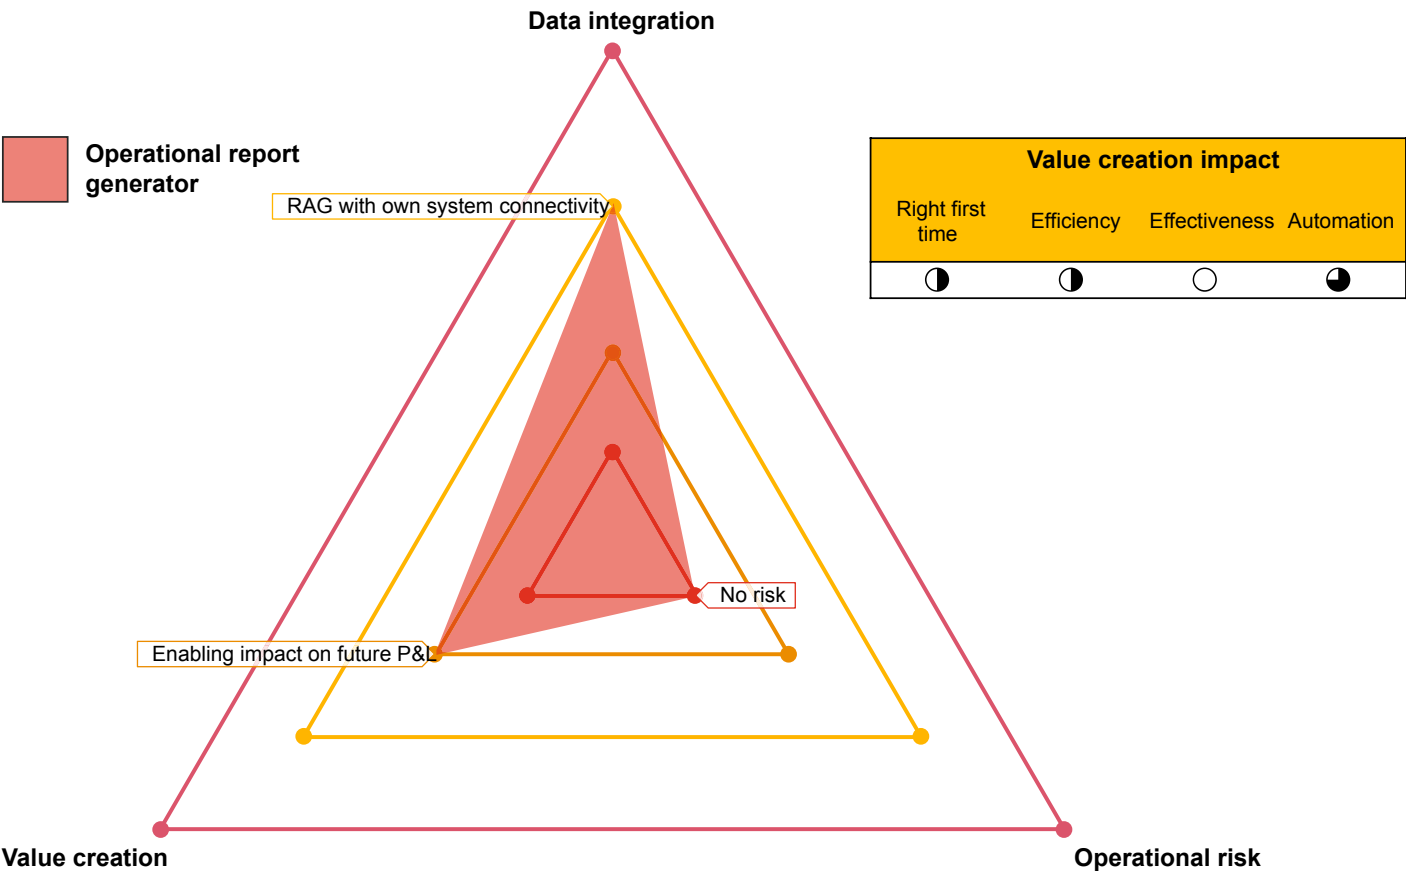 Data integration
Operational report
generator
RAG with own system connectivity
Value creation impact
Right first
time
Efficiency
Effectiveness
Automation
No risk
Enabling impact on future P&L
Value creation
Operational risk